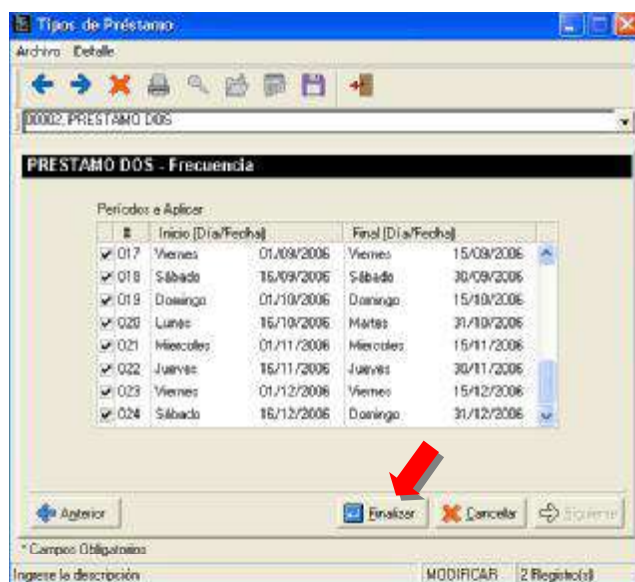 Tipos de Préstamo
Archivo Detalle
00002, PRESTAMO DOS
PRESTAMO DOS - Frecuencia
Períodos a Aplicar
# Inicio (Día/Fecha) Final (Día/Fecha)
017 Viernes 01/09/2006 Viernes 15/09/2006
018 Sábado 16/09/2006 Sábado 30/09/2006
019 Domingo 01/10/2006 Domingo 15/10/2006
020 Lunes 16/10/2006 Martes 31/10/2006
021 Miercoles 01/11/2006 Miercoles 15/11/2006
022 Jueves 16/11/2006 Jueves 30/11/2006
023 Viernes 01/12/2006 Viernes 15/12/2006
024 Sábado 16/12/2006 Domingo 31/12/2006
Anterior Finalizar Cancelar Siguiente
* Campos Obligatorios
Ingrese la descripción MODIFICAR 2 Registro(s)